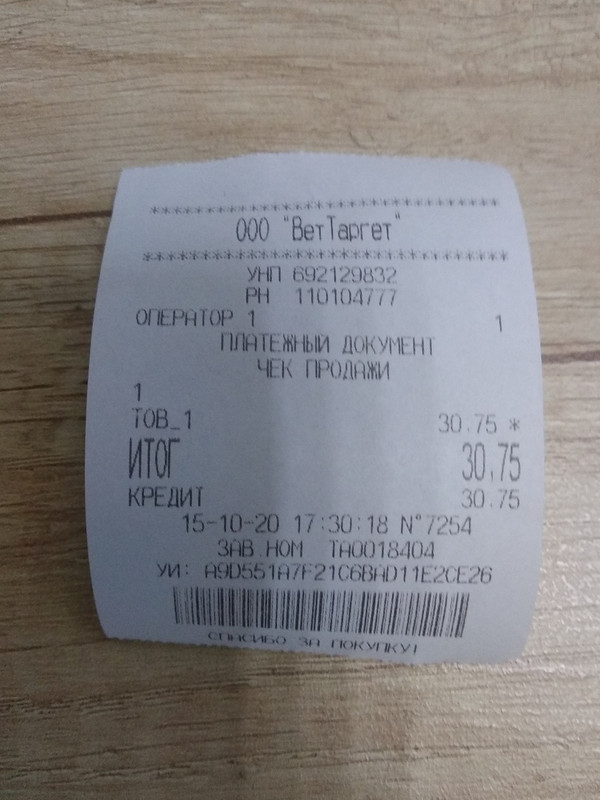 ************************************
ООО "ВетТаргет"
************************************
УНП 692129832
РН 110104777
ОПЕРАТОР 1 1
ПЛАТЕЖНЫЙ ДОКУМЕНТ
ЧЕК ПРОДАЖИ
1
ТОВ_1 30.75 *
ИТОГ 30,75
КРЕДИТ 30.75
15-10-20 17:30:18 N°7254
ЗАВ.НОМ TA0018404
УИ: A9D551A7F21C6BAD11E2CE26
СПАСИБО ЗА ПОКУПКУ!